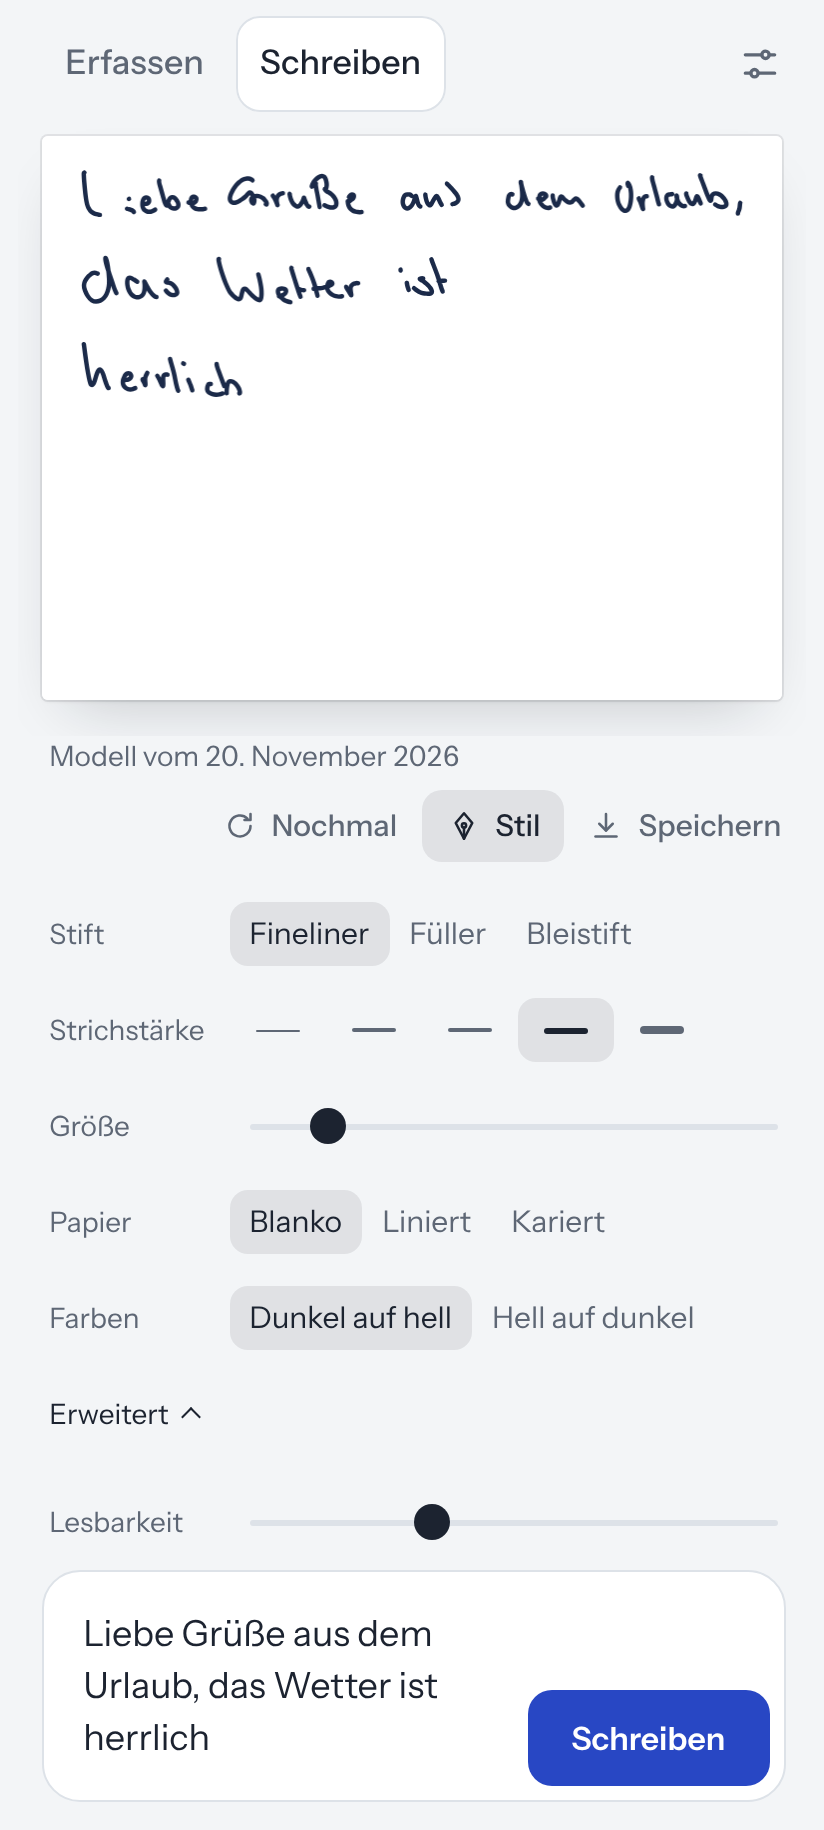 Erfassen Schreiben
Liebe Gruße aus dem Urlaub,
das Wetter ist
herrlich
Modell vom 20. November 2026
Nochmal Stil Speichern
Stift Fineliner Füller Bleistift
Strichstärke
Größe
Papier Blanko Liniert Kariert
Farben Dunkel auf hell Hell auf dunkel
Erweitert
Lesbarkeit
Liebe Grüße aus dem
Urlaub, das Wetter ist
herrlich
Schreiben